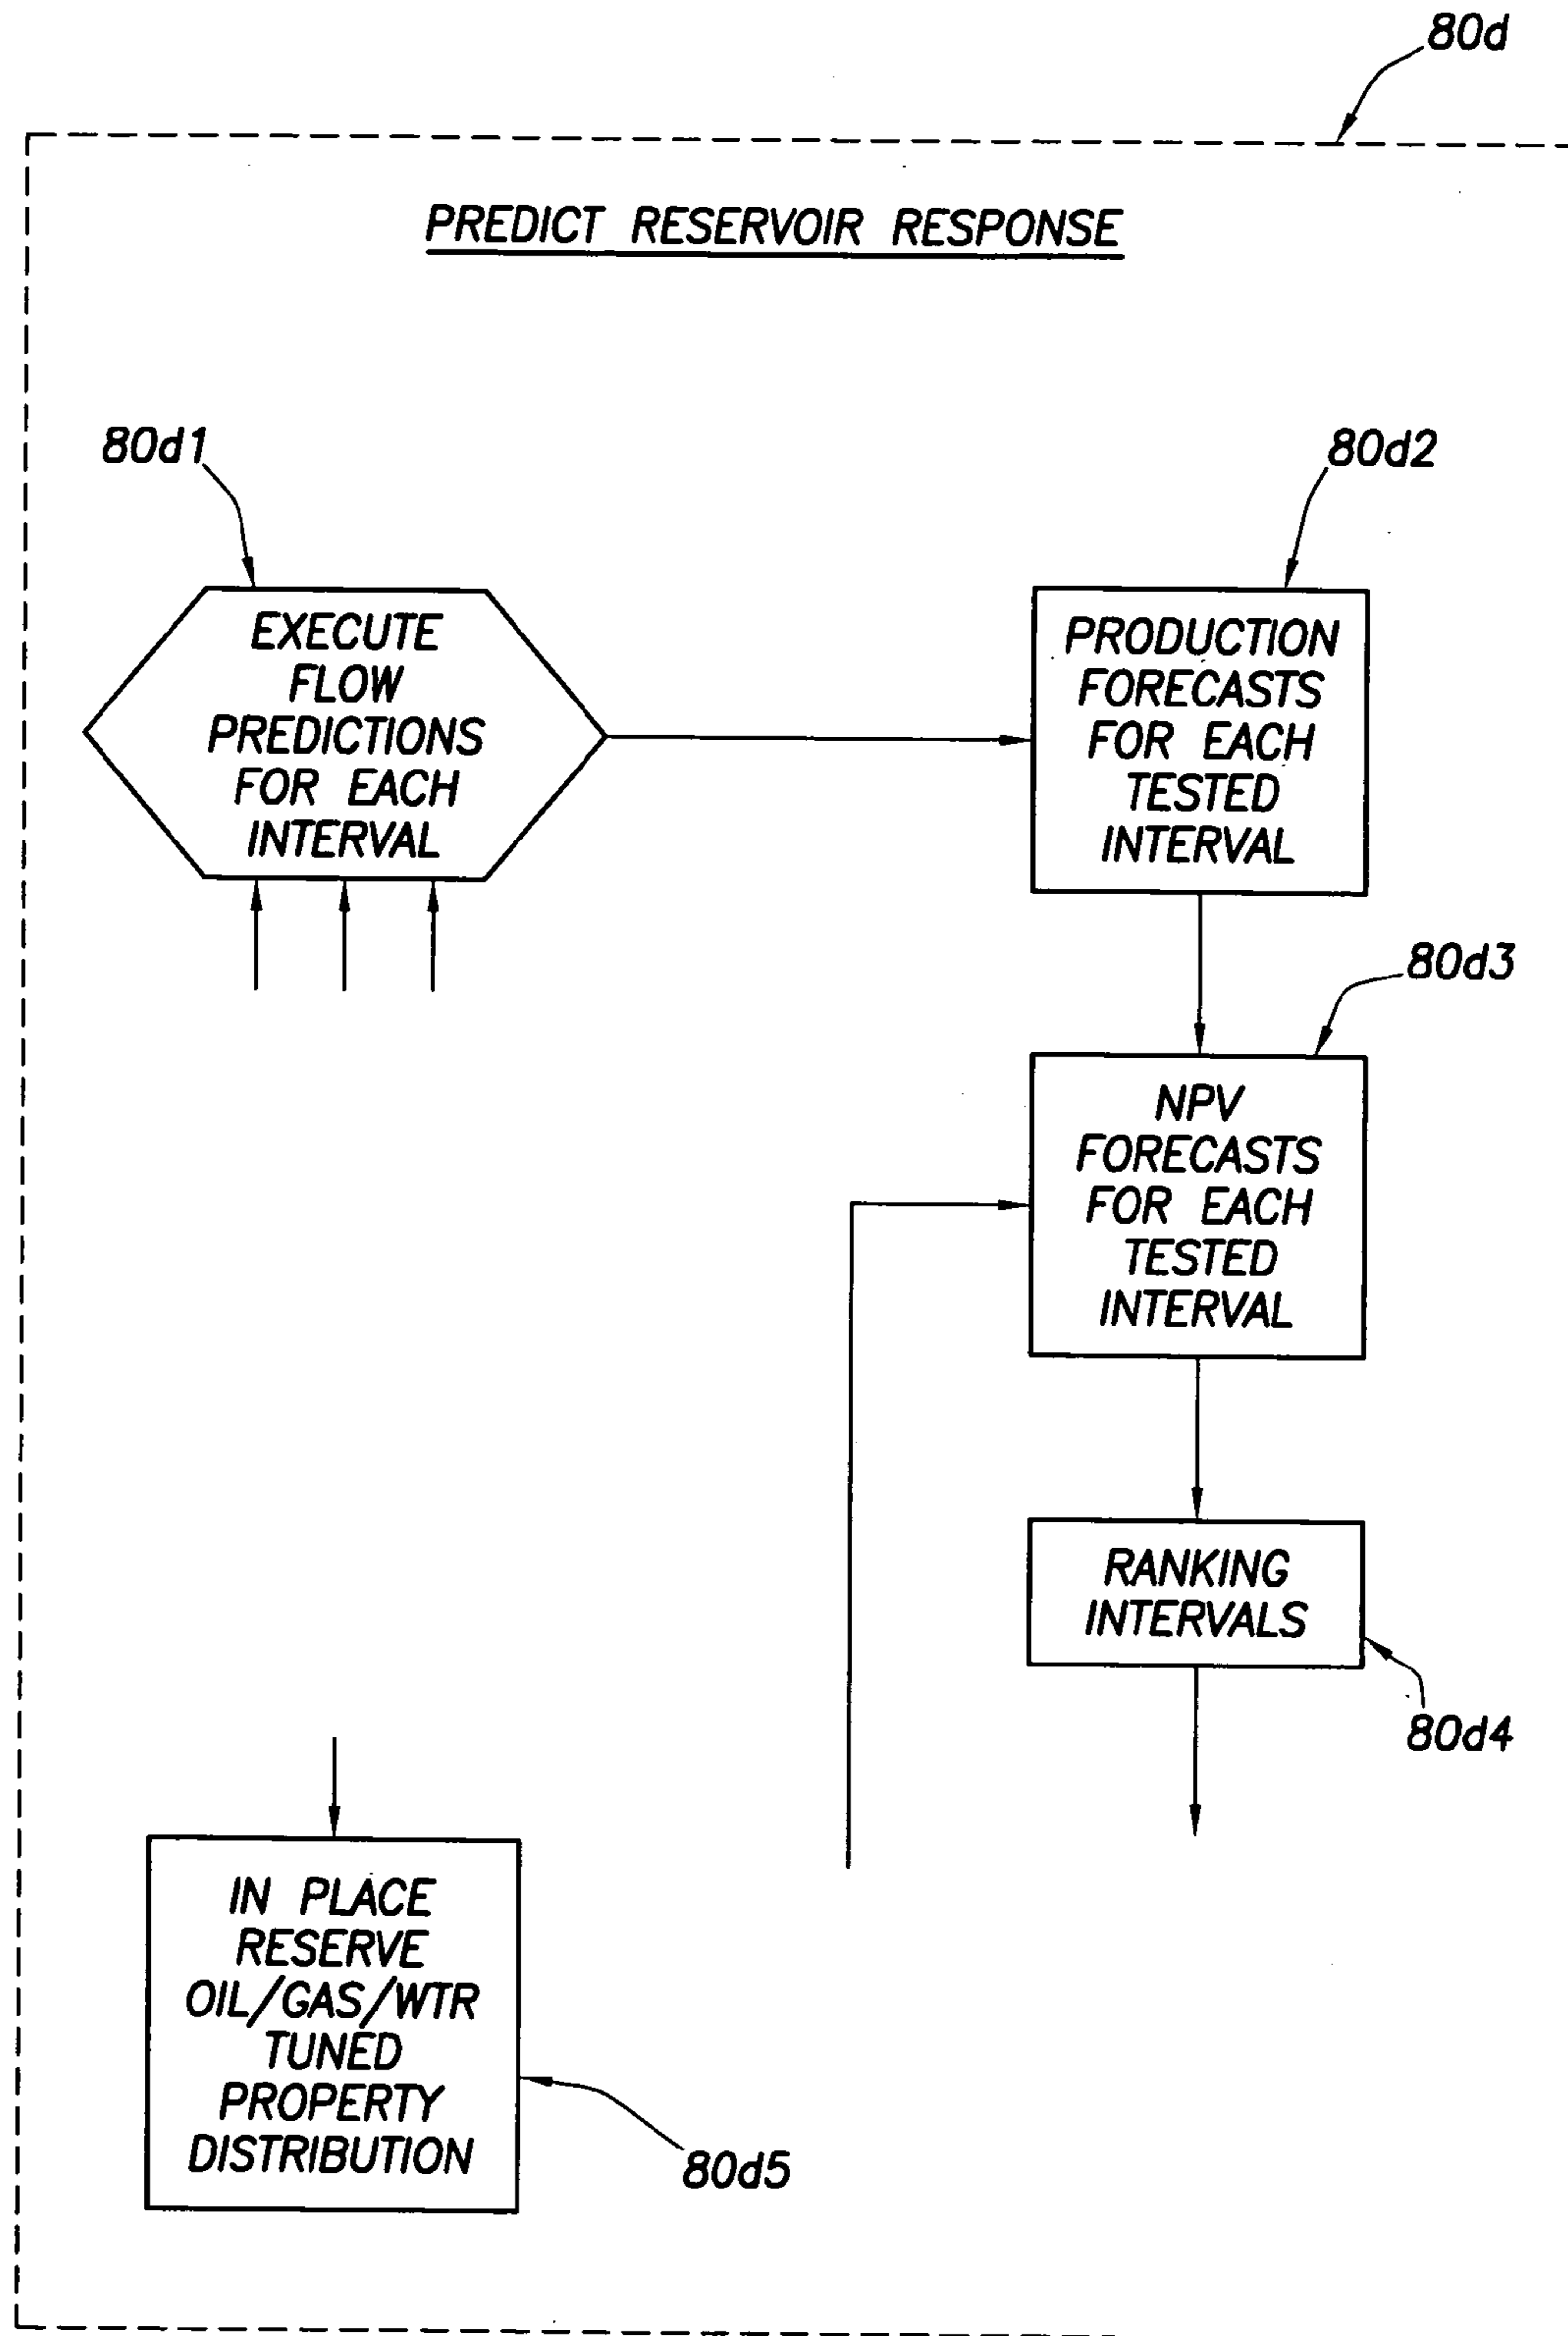 80d
PREDICT RESERVOIR RESPONSE
80d1
80d2
EXECUTE
FLOW
PREDICTIONS
FOR EACH
INTERVAL
PRODUCTION
FORECASTS
FOR EACH
TESTED
INTERVAL
80d3
NPV
FORECASTS
FOR EACH
TESTED
INTERVAL
RANKING
INTERVALS
80d4
IN PLACE
RESERVE
OIL/GAS/WTR
TUNED
PROPERTY
DISTRIBUTION
80d5